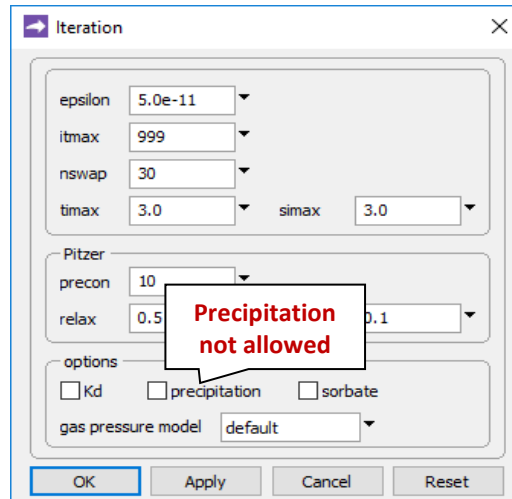 Iteration
epsilon 5.0e-11
itmax 999
nswap 30
timax 3.0 simax 3.0
Pitzer
precon 10
relax 0.5 0.1
Precipitation
not allowed
options
Kd precipitation sorbate
gas pressure model default
OK Apply Cancel Reset